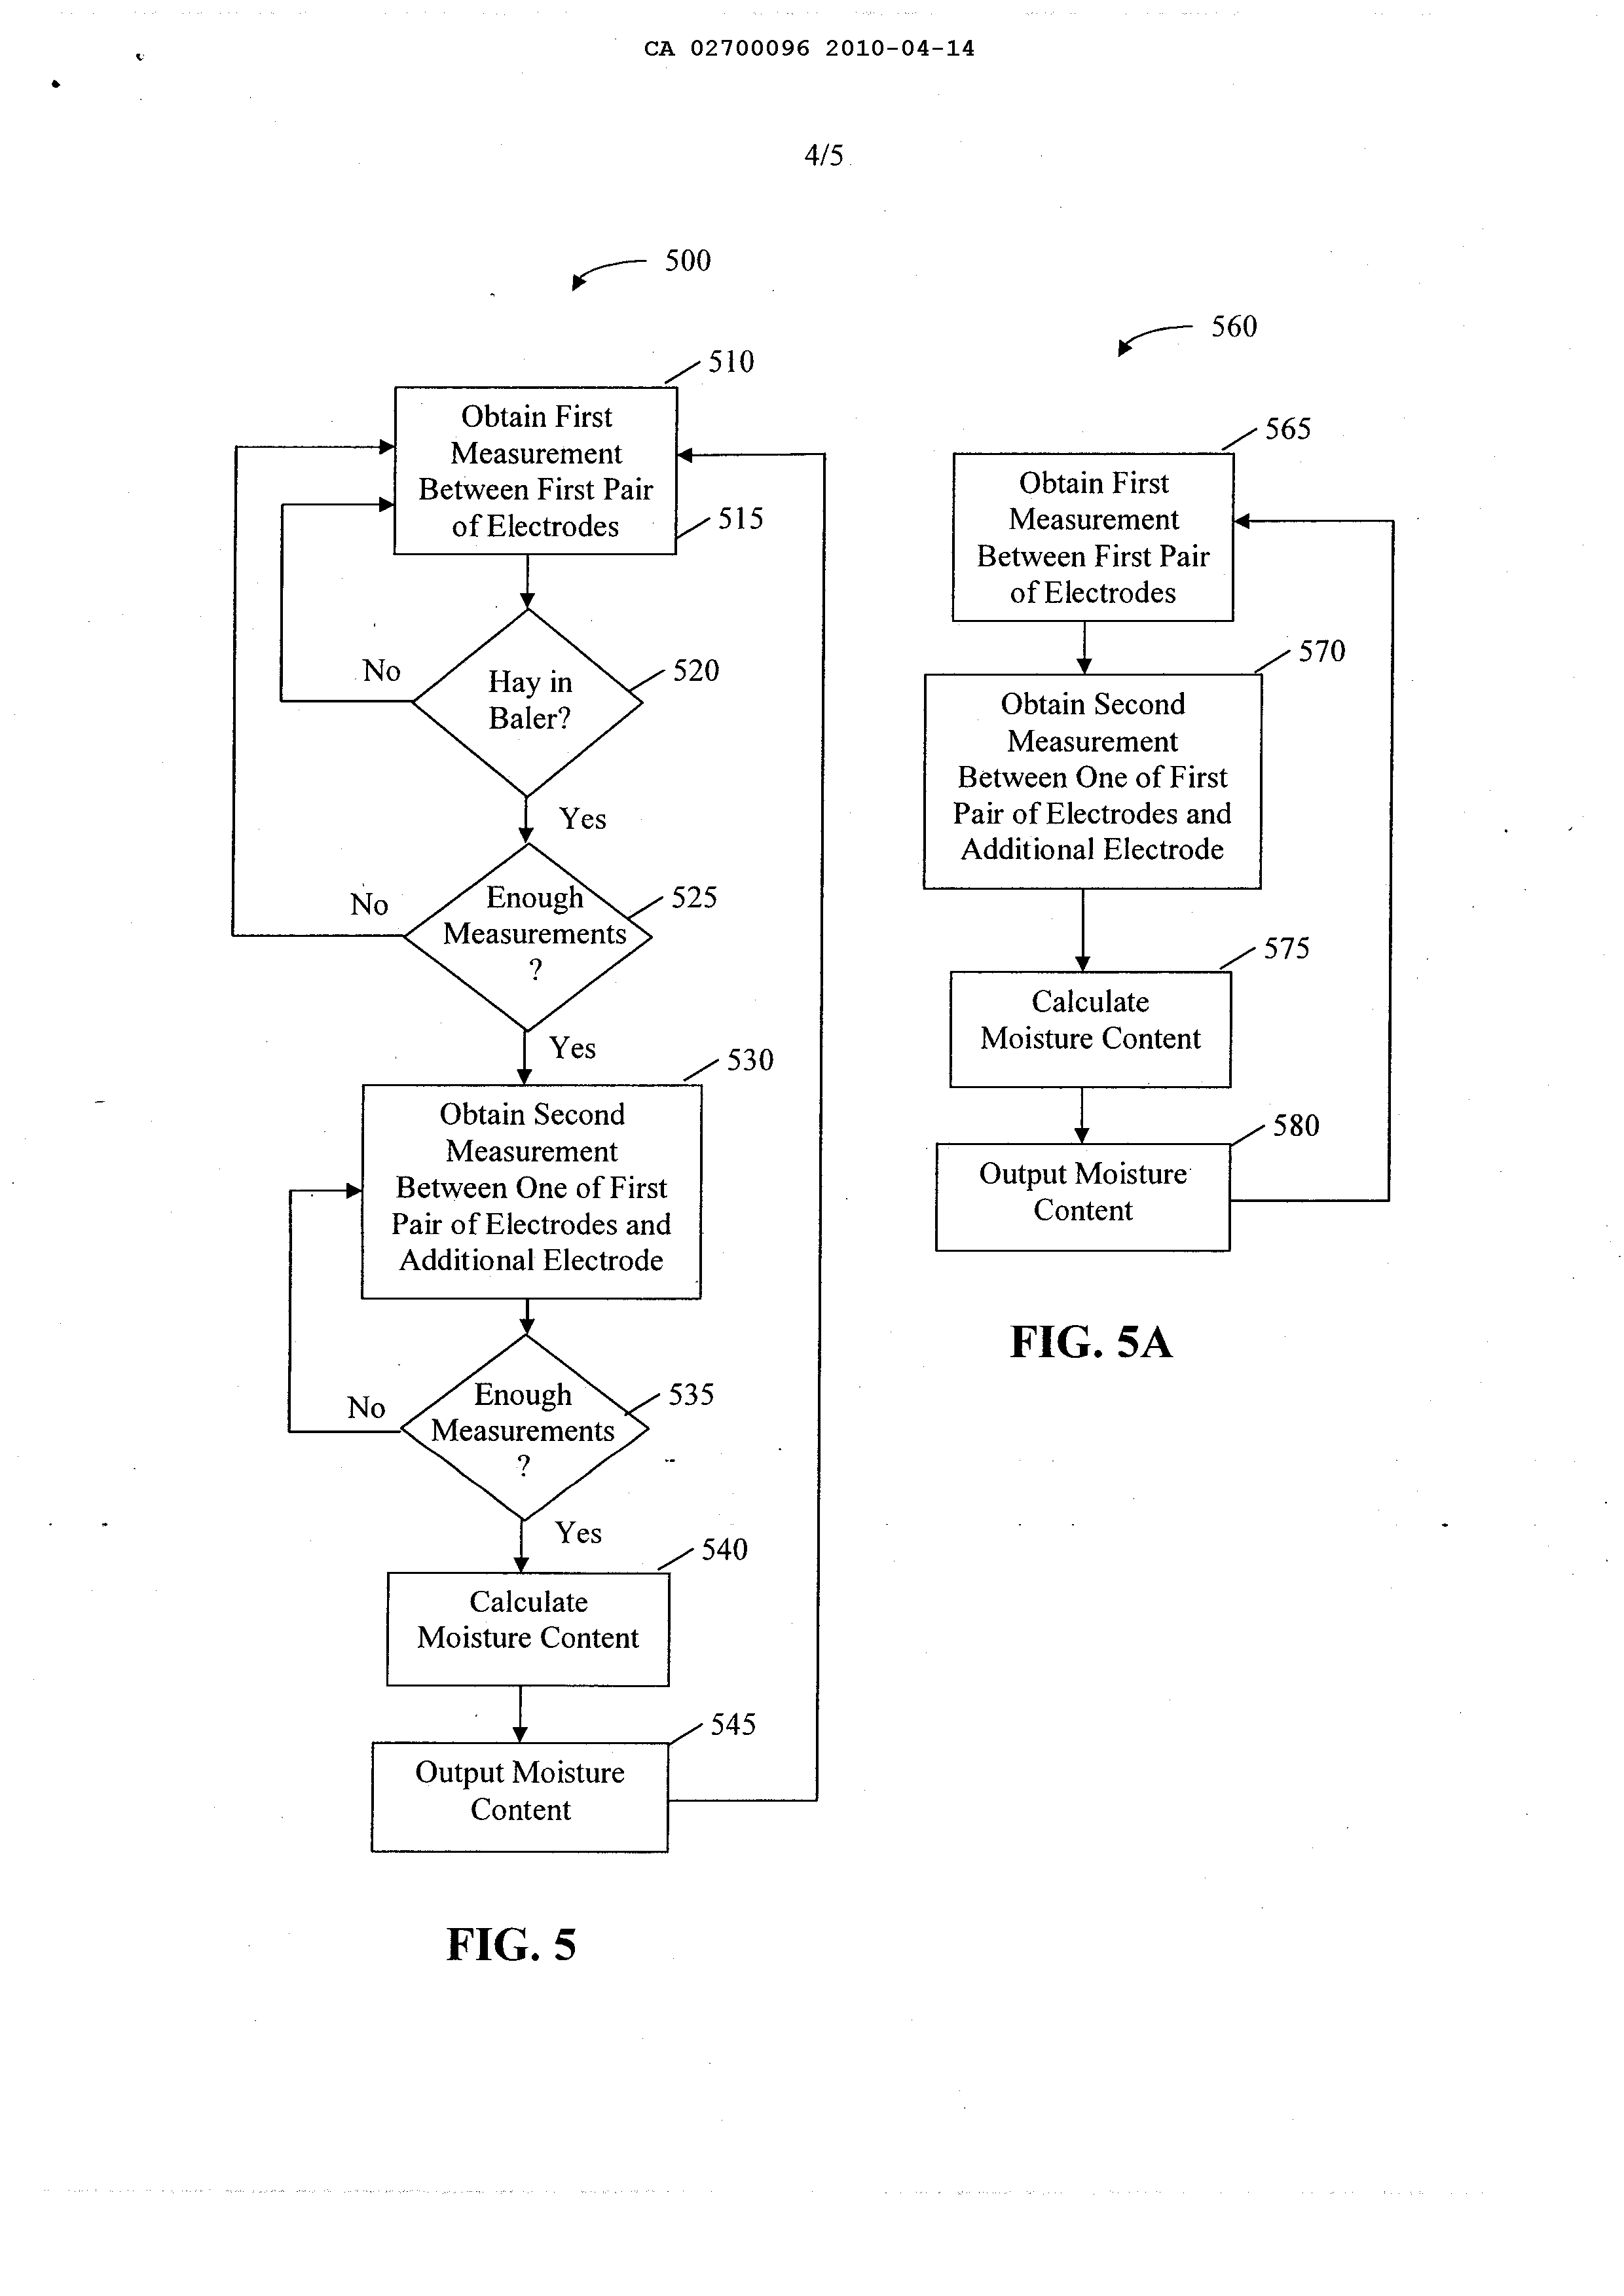 CA 02700096 2010-04-14
4/5
500
510
Obtain First
Measurement
Between First Pair
of Electrodes
515
No
Hay in
Baler?
520
Yes
No
Enough
Measurements
?
525
Yes
530
Obtain Second
Measurement
Between One of First
Pair of Electrodes and
Additional Electrode
No
Enough
Measurements
?
535
Yes
540
Calculate
Moisture Content
545
Output Moisture
Content
FIG. 5
560
565
Obtain First
Measurement
Between First Pair
of Electrodes
570
Obtain Second
Measurement
Between One of First
Pair of Electrodes and
Additional Electrode
575
Calculate
Moisture Content
580
Output Moisture
Content
FIG. 5A